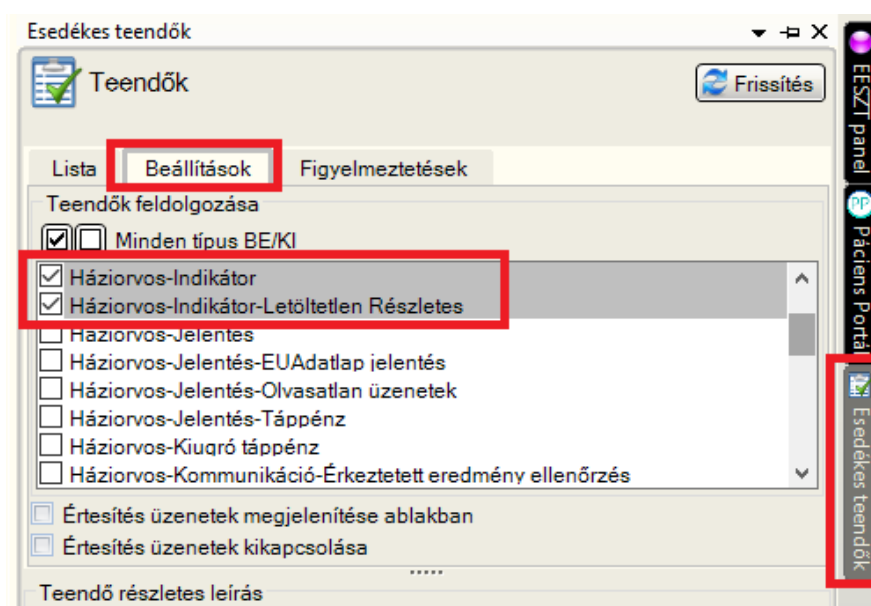 Esedékes teendők
Teendők
Frissítés
Lista
Beállítások
Figyelmeztetések
Teendők feldolgozása
Minden típus BE/KI
Háziorvos-Indikátor
Háziorvos-Indikátor-Letöltetlen Részletes
Háziorvos-Jelentés
Háziorvos-Jelentés-EUAdatlap jelentés
Háziorvos-Jelentés-Olvasatlan üzenetek
Háziorvos-Jelentés-Táppénz
Háziorvos-Kiugró táppénz
Háziorvos-Kommunikáció-Érkeztetett eredmény ellenőrzés
Értesítés üzenetek megjelenítése ablakban
Értesítés üzenetek kikapcsolása
Teendő részletes leírás
EESZT panel
PP
Páciens Portál
Esedékes teendők